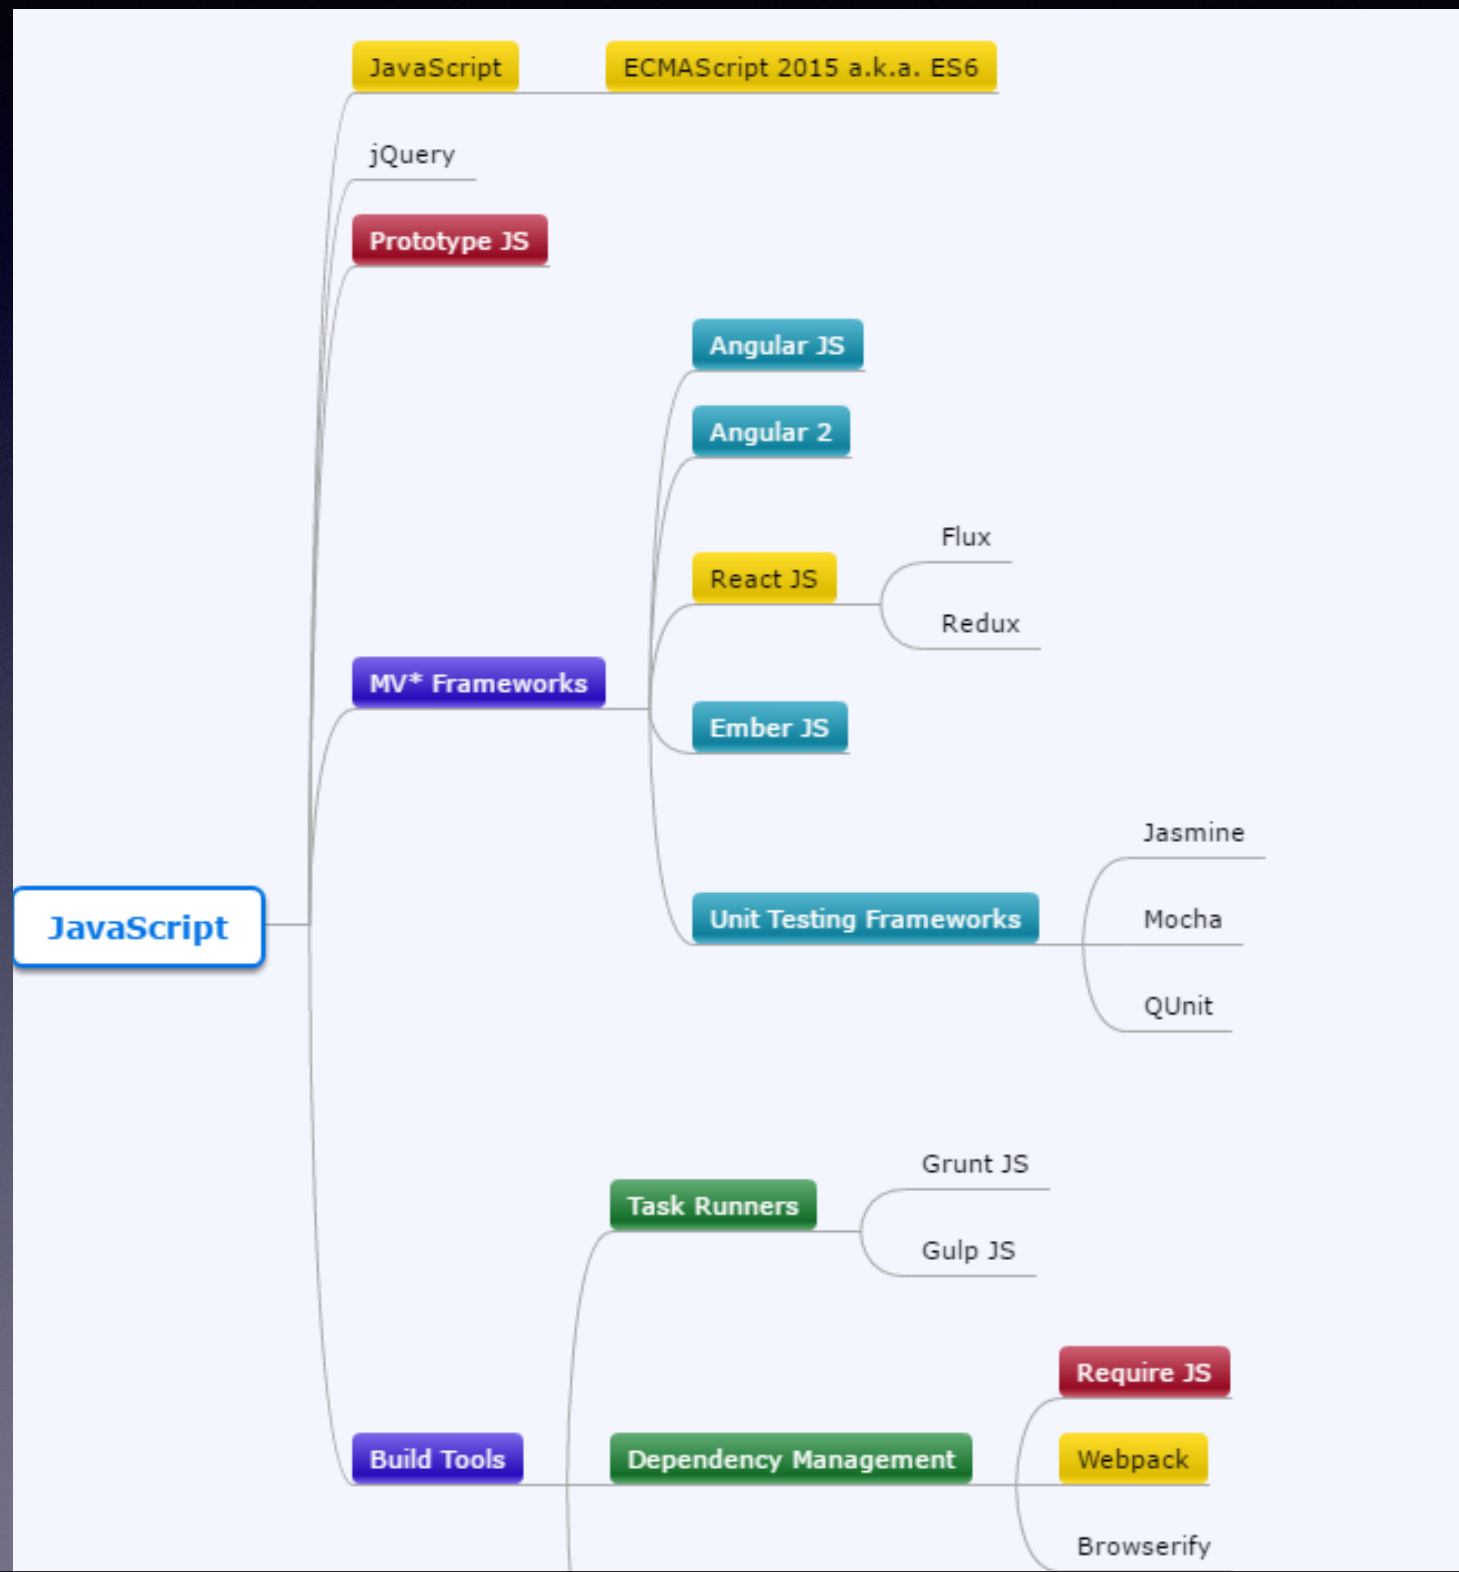 JavaScript
ECMAScript 2015 a.k.a. ES6
jQuery
Prototype JS
Angular JS
Angular 2
Flux
React JS
Redux
MV* Frameworks
Ember JS
Jasmine
JavaScript
Unit Testing Frameworks
Mocha
QUnit
Grunt JS
Task Runners
Gulp JS
Require JS
Build Tools
Dependency Management
Webpack
Browserify